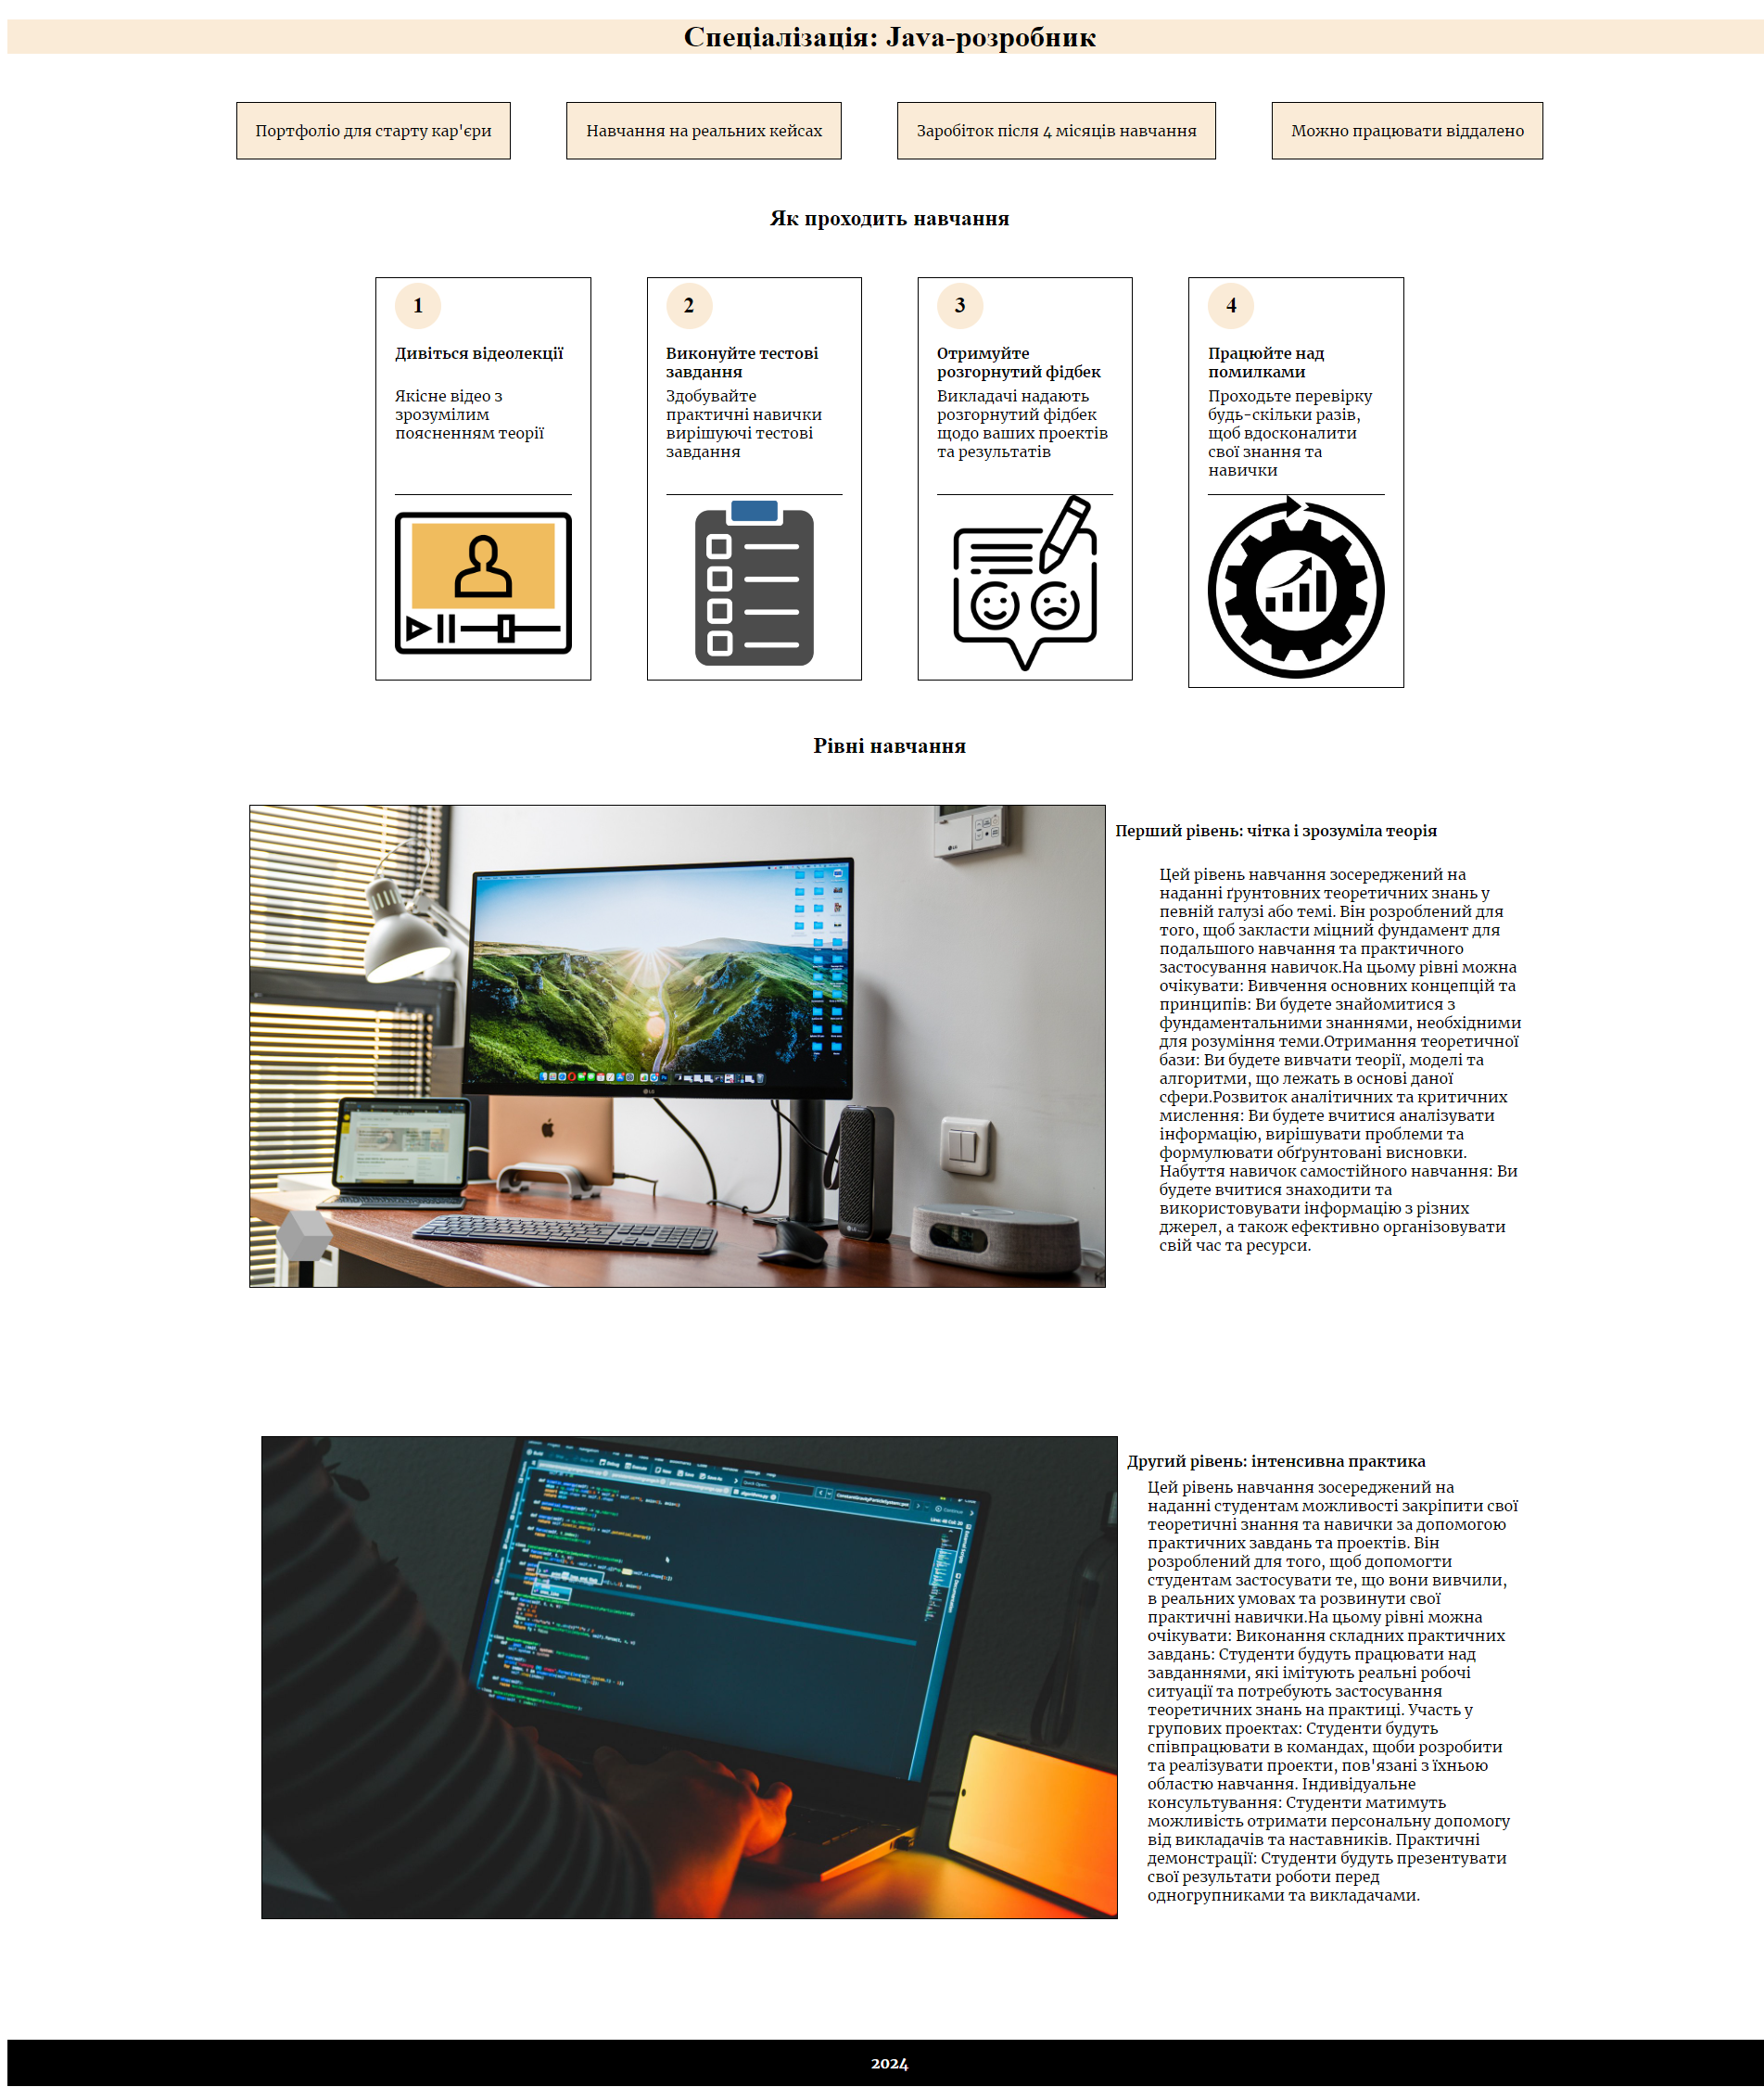 Спеціалізація: Java-розробник
Портфоліо для старту кар'єри
Навчання на реальних кейсах
Заробіток після 4 місяців навчання
Можно працювати віддалено
Як проходить навчання
1
Дивіться відеолекції
Якісне відео з
зрозумілим
поясненням теорії
2
Виконуйте тестові
завдання
Здобувайте
практичні навички
вирішуючі тестові
завдання
3
Отримуйте
розгорнутий фідбек
Викладачі надають
розгорнутий фідбек
щодо ваших проектів
та результатів
4
Працюйте над
помилками
Проходьте перевірку
будь-скільки разів,
щоб вдосконалити
свої знання та
навички
Рівні навчання
Перший рівень: чітка і зрозуміла теорія
Цей рівень навчання зосереджений на
наданні ґрунтовних теоретичних знань у
певній галузі або темі. Він розроблений для
того, щоб закласти міцний фундамент для
подальшого навчання та практичного
застосування навичок.На цьому рівні можна
очікувати: Вивчення основних концепцій та
принципів: Ви будете знайомитися з
фундаментальними знаннями, необхідними
для розуміння теми.Отримання теоретичної
бази: Ви будете вивчати теорії, моделі та
алгоритми, що лежать в основі даної
сфери.Розвиток аналітичних та критичних
мислення: Ви будете вчитися аналізувати
інформацію, вирішувати проблеми та
формулювати обґрунтовані висновки.
Набуття навичок самостійного навчання: Ви
будете вчитися знаходити та
використовувати інформацію з різних
джерел, а також ефективно організовувати
свій час та ресурси.
Другий рівень: інтенсивна практика
Цей рівень навчання зосереджений на
наданні студентам можливості закріпити свої
теоретичні знання та навички за допомогою
практичних завдань та проектів. Він
розроблений для того, щоб допомогти
студентам застосувати те, що вони вивчили,
в реальних умовах та розвинути свої
практичні навички.На цьому рівні можна
очікувати: Виконання складних практичних
завдань: Студенти будуть працювати над
завданнями, які імітують реальні робочі
ситуації та потребують застосування
теоретичних знань на практиці. Участь у
групових проектах: Студенти будуть
співпрацювати в командах, щоби розробити
та реалізувати проекти, пов'язані з їхньою
областю навчання. Індивідуальне
консультування: Студенти матимуть
можливість отримати персональну допомогу
від викладачів та наставників. Практичні
демонстрації: Студенти будуть презентувати
свої результати роботи перед
одногрупниками та викладачами.
2024